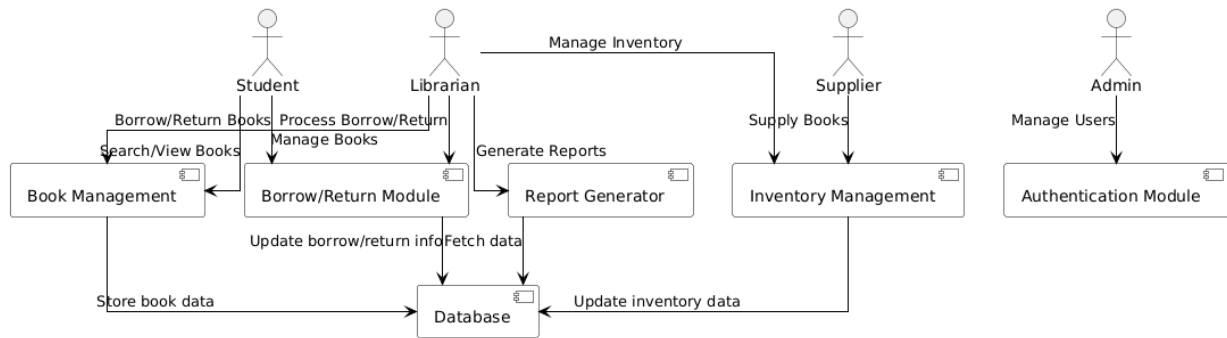 Manage Inventory
Student
Librarian
Supplier
Admin
Borrow/Return Books
Process Borrow/Return
Supply Books
Manage Users
Manage Books
Search/View Books
Generate Reports
Book Management
Borrow/Return Module
Report Generator
Inventory Management
Authentication Module
Update borrow/return info
Fetch data
Store book data
Update inventory data
Database